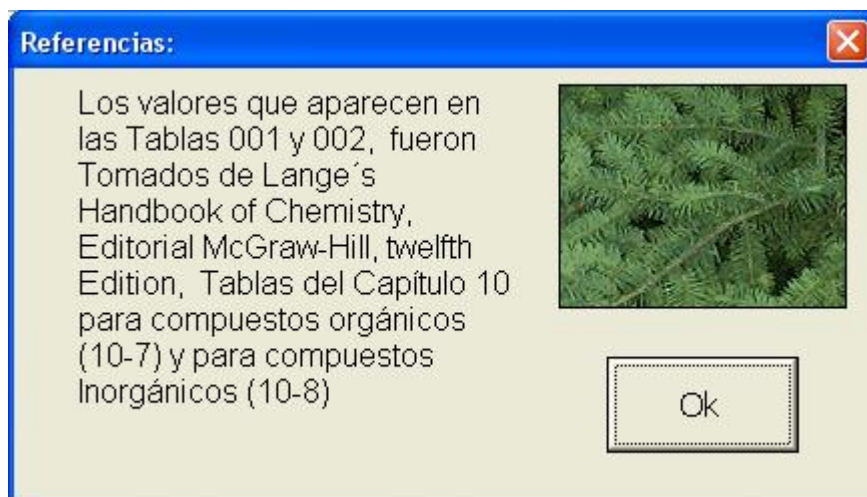 Referencias:
Los valores que aparecen en
las Tablas 001 y 002,  fueron
Tomados de Lange´s
Handbook of Chemistry,
Editorial McGraw-Hill, twelfth
Edition,  Tablas del Capítulo 10
para compuestos orgánicos
(10-7) y para compuestos
Inorgánicos (10-8)
Ok